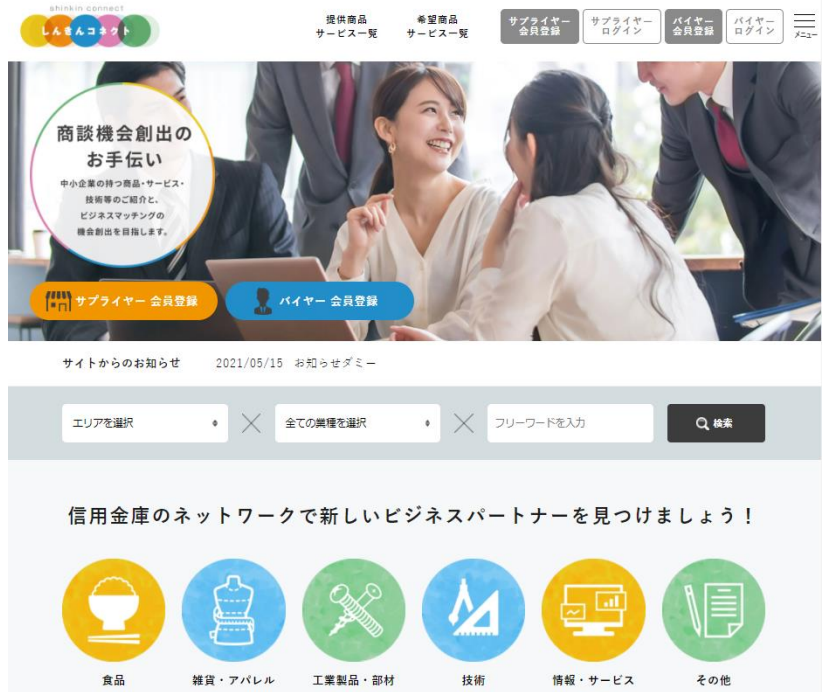 shinkin connect
しんきんコネクト
提供商品
サービス一覧
希望商品
サービス一覧
サプライヤー
会員登録
サプライヤー
ログイン
バイヤー
会員登録
バイヤー
ログイン
メニュー
商談機会創出の
お手伝い
中小企業の持つ商品・サービス・
技術等のご紹介と、
ビジネスマッチングの
機会創出を目指します。
サプライヤー 会員登録
バイヤー 会員登録
サイトからのお知らせ 2021/05/15 お知らせダミー
エリアを選択
全ての業種を選択
フリーワードを入力
検索
信用金庫のネットワークで新しいビジネスパートナーを見つけましょう！
食品
雑貨・アパレル
工業製品・部材
技術
情報・サービス
その他